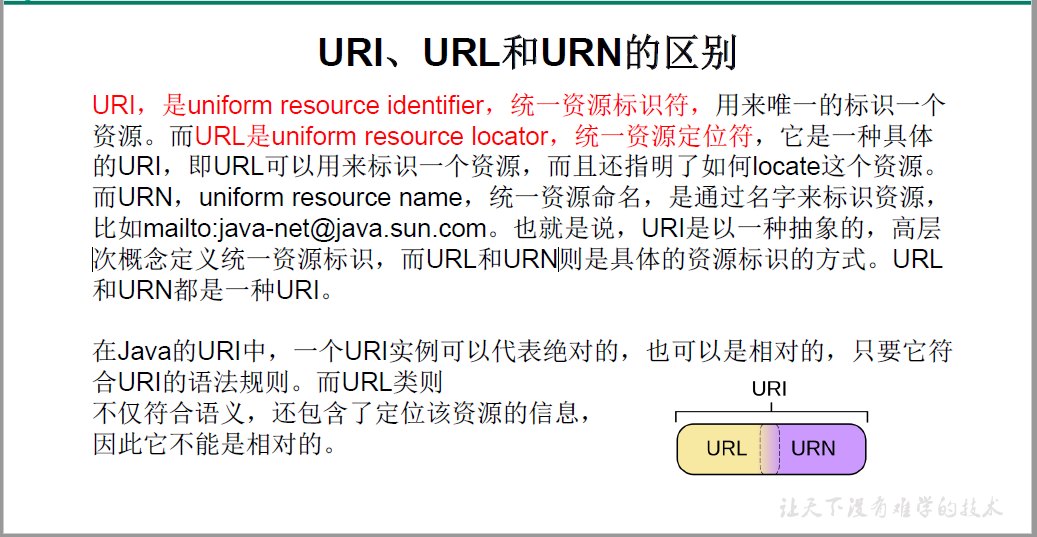 URI、URL和URN的区别
URI，是uniform resource identifier，统一资源标识符，用来唯一的标识一个
资源。而URL是uniform resource locator，统一资源定位符，它是一种具体
的URI，即URL可以用来标识一个资源，而且还指明了如何locate这个资源。
而URN，uniform resource name，统一资源命名，是通过名字来标识资源，
比如mailto:java-net@java.sun.com。也就是说，URI是以一种抽象的，高层
次概念定义统一资源标识，而URL和URN则是具体的资源标识的方式。URL
和URN都是一种URI。
在Java的URI中，一个URI实例可以代表绝对的，也可以是相对的，只要它符
合URI的语法规则。而URL类则
不仅符合语义，还包含了定位该资源的信息，
因此它不能是相对的。
URI
URL URN
让天下没有难学的技术